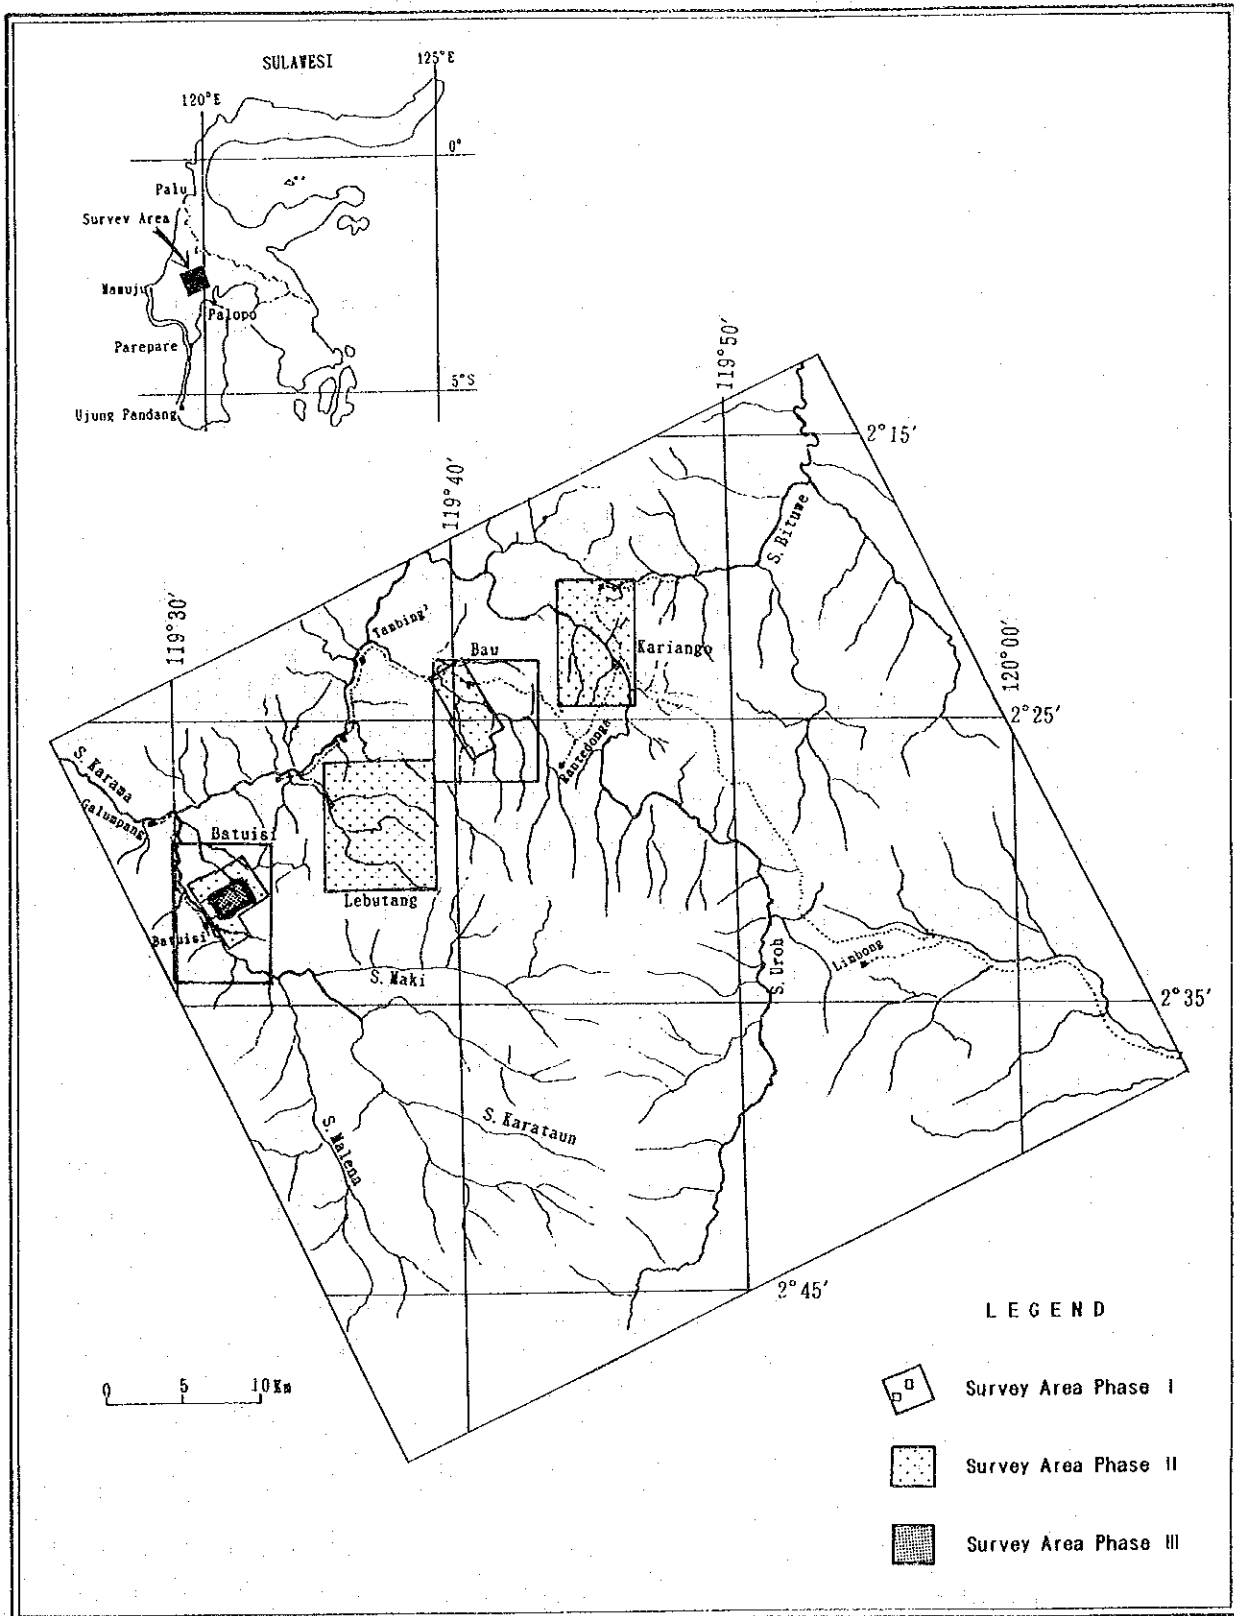 SULAWESI
125°E
120°E
0°
Palu
Survey Area
Mamuju
Palopo
Parepare
5°S
Ujung Pandang
119°50′
2°15′
119°40′
S. Bituwe
119°30′
Tambing²
Bau
Kariango
120°00′
2°25′
S. Karama
Galumpang
Rantedonga
Batuisi
Lebutang
Batuisi
Limbong
S. Maki
S. Uroh
2°35′
S. Karataun
S. Malena
2°45′
LEGEND
0 5 10Km
Survey Area Phase I
Survey Area Phase II
Survey Area Phase III